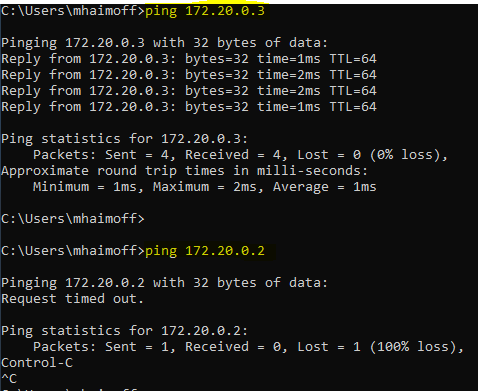 C:\Users\mhaimoff>ping 172.20.0.3
Pinging 172.20.0.3 with 32 bytes of data:
Reply from 172.20.0.3: bytes=32 time=1ms TTL=64
Reply from 172.20.0.3: bytes=32 time=2ms TTL=64
Reply from 172.20.0.3: bytes=32 time=2ms TTL=64
Reply from 172.20.0.3: bytes=32 time=1ms TTL=64
Ping statistics for 172.20.0.3:
    Packets: Sent = 4, Received = 4, Lost = 0 (0% loss),
Approximate round trip times in milli-seconds:
    Minimum = 1ms, Maximum = 2ms, Average = 1ms
C:\Users\mhaimoff>
C:\Users\mhaimoff>ping 172.20.0.2
Pinging 172.20.0.2 with 32 bytes of data:
Request timed out.
Ping statistics for 172.20.0.2:
    Packets: Sent = 1, Received = 0, Lost = 1 (100% loss),
Control-C
^C